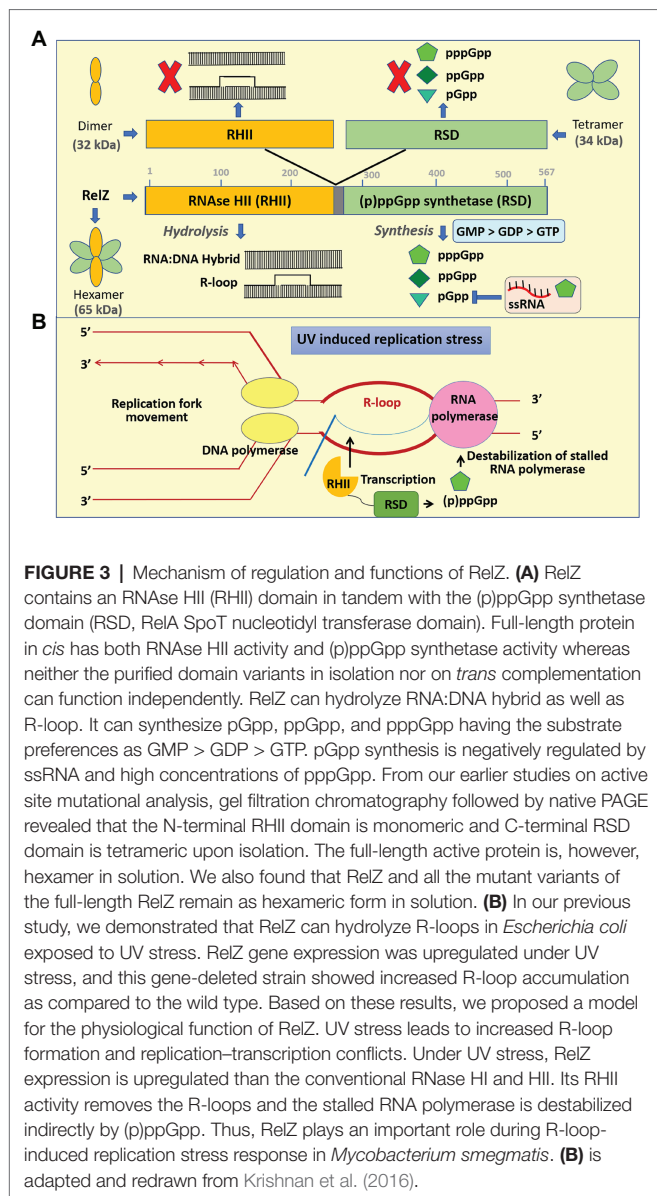 A
pppGpp
ppGpp
pGpp
Dimer
(32 kDa)
RHII
RSD
Tetramer
(34 kDa)
1
100
200
300
400
500
567
RelZ
RNAse HII (RHII)
(p)ppGpp synthetase (RSD)
Hydrolysis
Synthesis
GMP > GDP > GTP
RNA:DNA Hybrid
R-loop
pppGpp
ppGpp
pGpp
ssRNA
Hexamer
(65 kDa)
B
5’
3’
UV induced replication stress
Replication fork
movement
DNA polymerase
R-loop
RNA
polymerase
3’
5’
5’
3’
Destabilization of stalled
RNA polymerase
RHII
Transcription
RSD
(p)ppGpp
FIGURE 3 | Mechanism of regulation and functions of RelZ. (A) RelZ
contains an RNAse HII (RHII) domain in tandem with the (p)ppGpp synthetase
domain (RSD, RelA SpoT nucleotidyl transferase domain). Full-length protein
in cis has both RNAse HII activity and (p)ppGpp synthetase activity whereas
neither the purified domain variants in isolation nor on trans complementation
can function independently. RelZ can hydrolyze RNA:DNA hybrid as well as
R-loop. It can synthesize pGpp, ppGpp, and pppGpp having the substrate
preferences as GMP > GDP > GTP. pGpp synthesis is negatively regulated by
ssRNA and high concentrations of pppGpp. From our earlier studies on active
site mutational analysis, gel filtration chromatography followed by native PAGE
revealed that the N-terminal RHII domain is monomeric and C-terminal RSD
domain is tetrameric upon isolation. The full-length active protein is, however,
hexamer in solution. We also found that RelZ and all the mutant variants of
the full-length RelZ remain as hexameric form in solution. (B) In our previous
study, we demonstrated that RelZ can hydrolyze R-loops in Escherichia coli
exposed to UV stress. RelZ gene expression was upregulated under UV
stress, and this gene-deleted strain showed increased R-loop accumulation
as compared to the wild type. Based on these results, we proposed a model
for the physiological function of RelZ. UV stress leads to increased R-loop
formation and replication–transcription conflicts. Under UV stress, RelZ
expression is upregulated than the conventional RNase HI and HII. Its RHII
activity removes the R-loops and the stalled RNA polymerase is destabilized
indirectly by (p)ppGpp. Thus, RelZ plays an important role during R-loop-
induced replication stress response in Mycobacterium smegmatis. (B) is
adapted and redrawn from Krishnan et al. (2016).